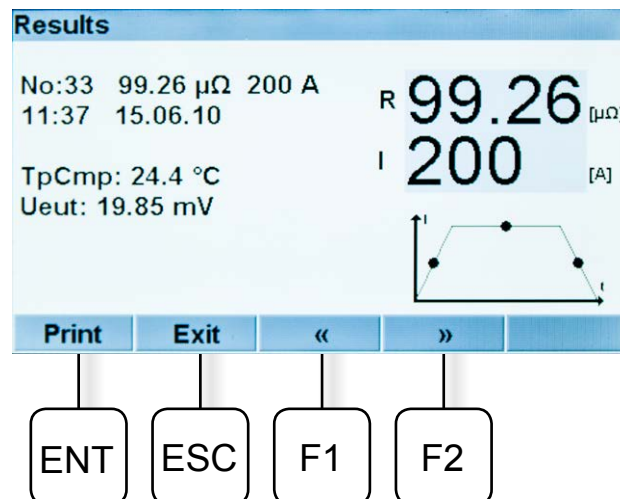 Results
No:33 99.26 µΩ 200 A
11:37 15.06.10
TpCmp: 24.4 °C
Ueut: 19.85 mV
R 99.26 [µΩ]
I 200 [A]
I
t
Print Exit « »
ENT ESC F1 F2